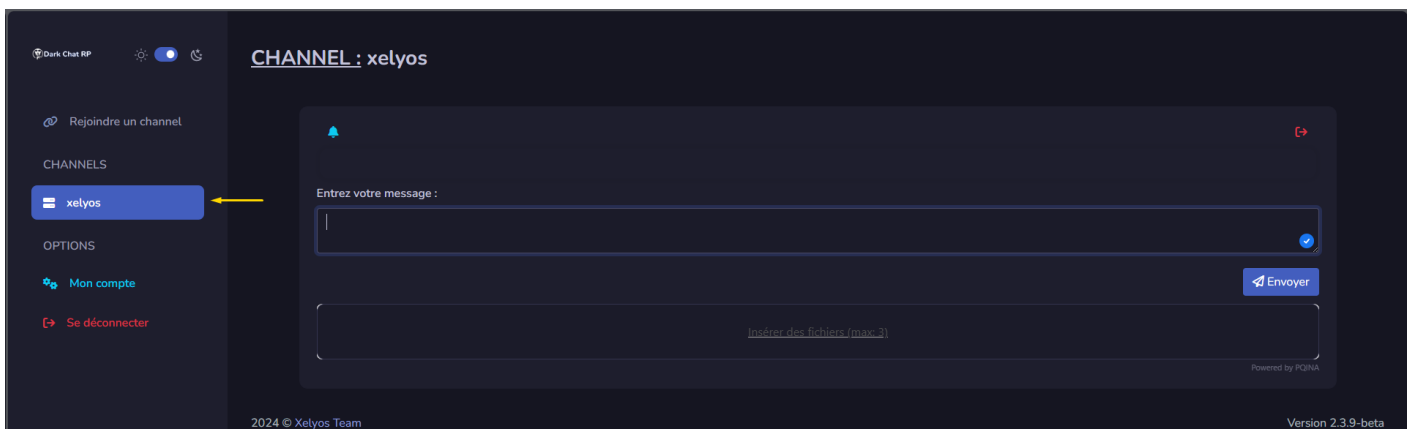 Dark Chat RP
Rejoindre un channel
CHANNELS
xelyos
OPTIONS
Mon compte
Se déconnecter
CHANNEL : xelyos
Entrez votre message :
Envoyer
Insérer des fichiers (max: 3)
Powered by PQINA
2024 © Xelyos Team
Version 2.3.9-beta